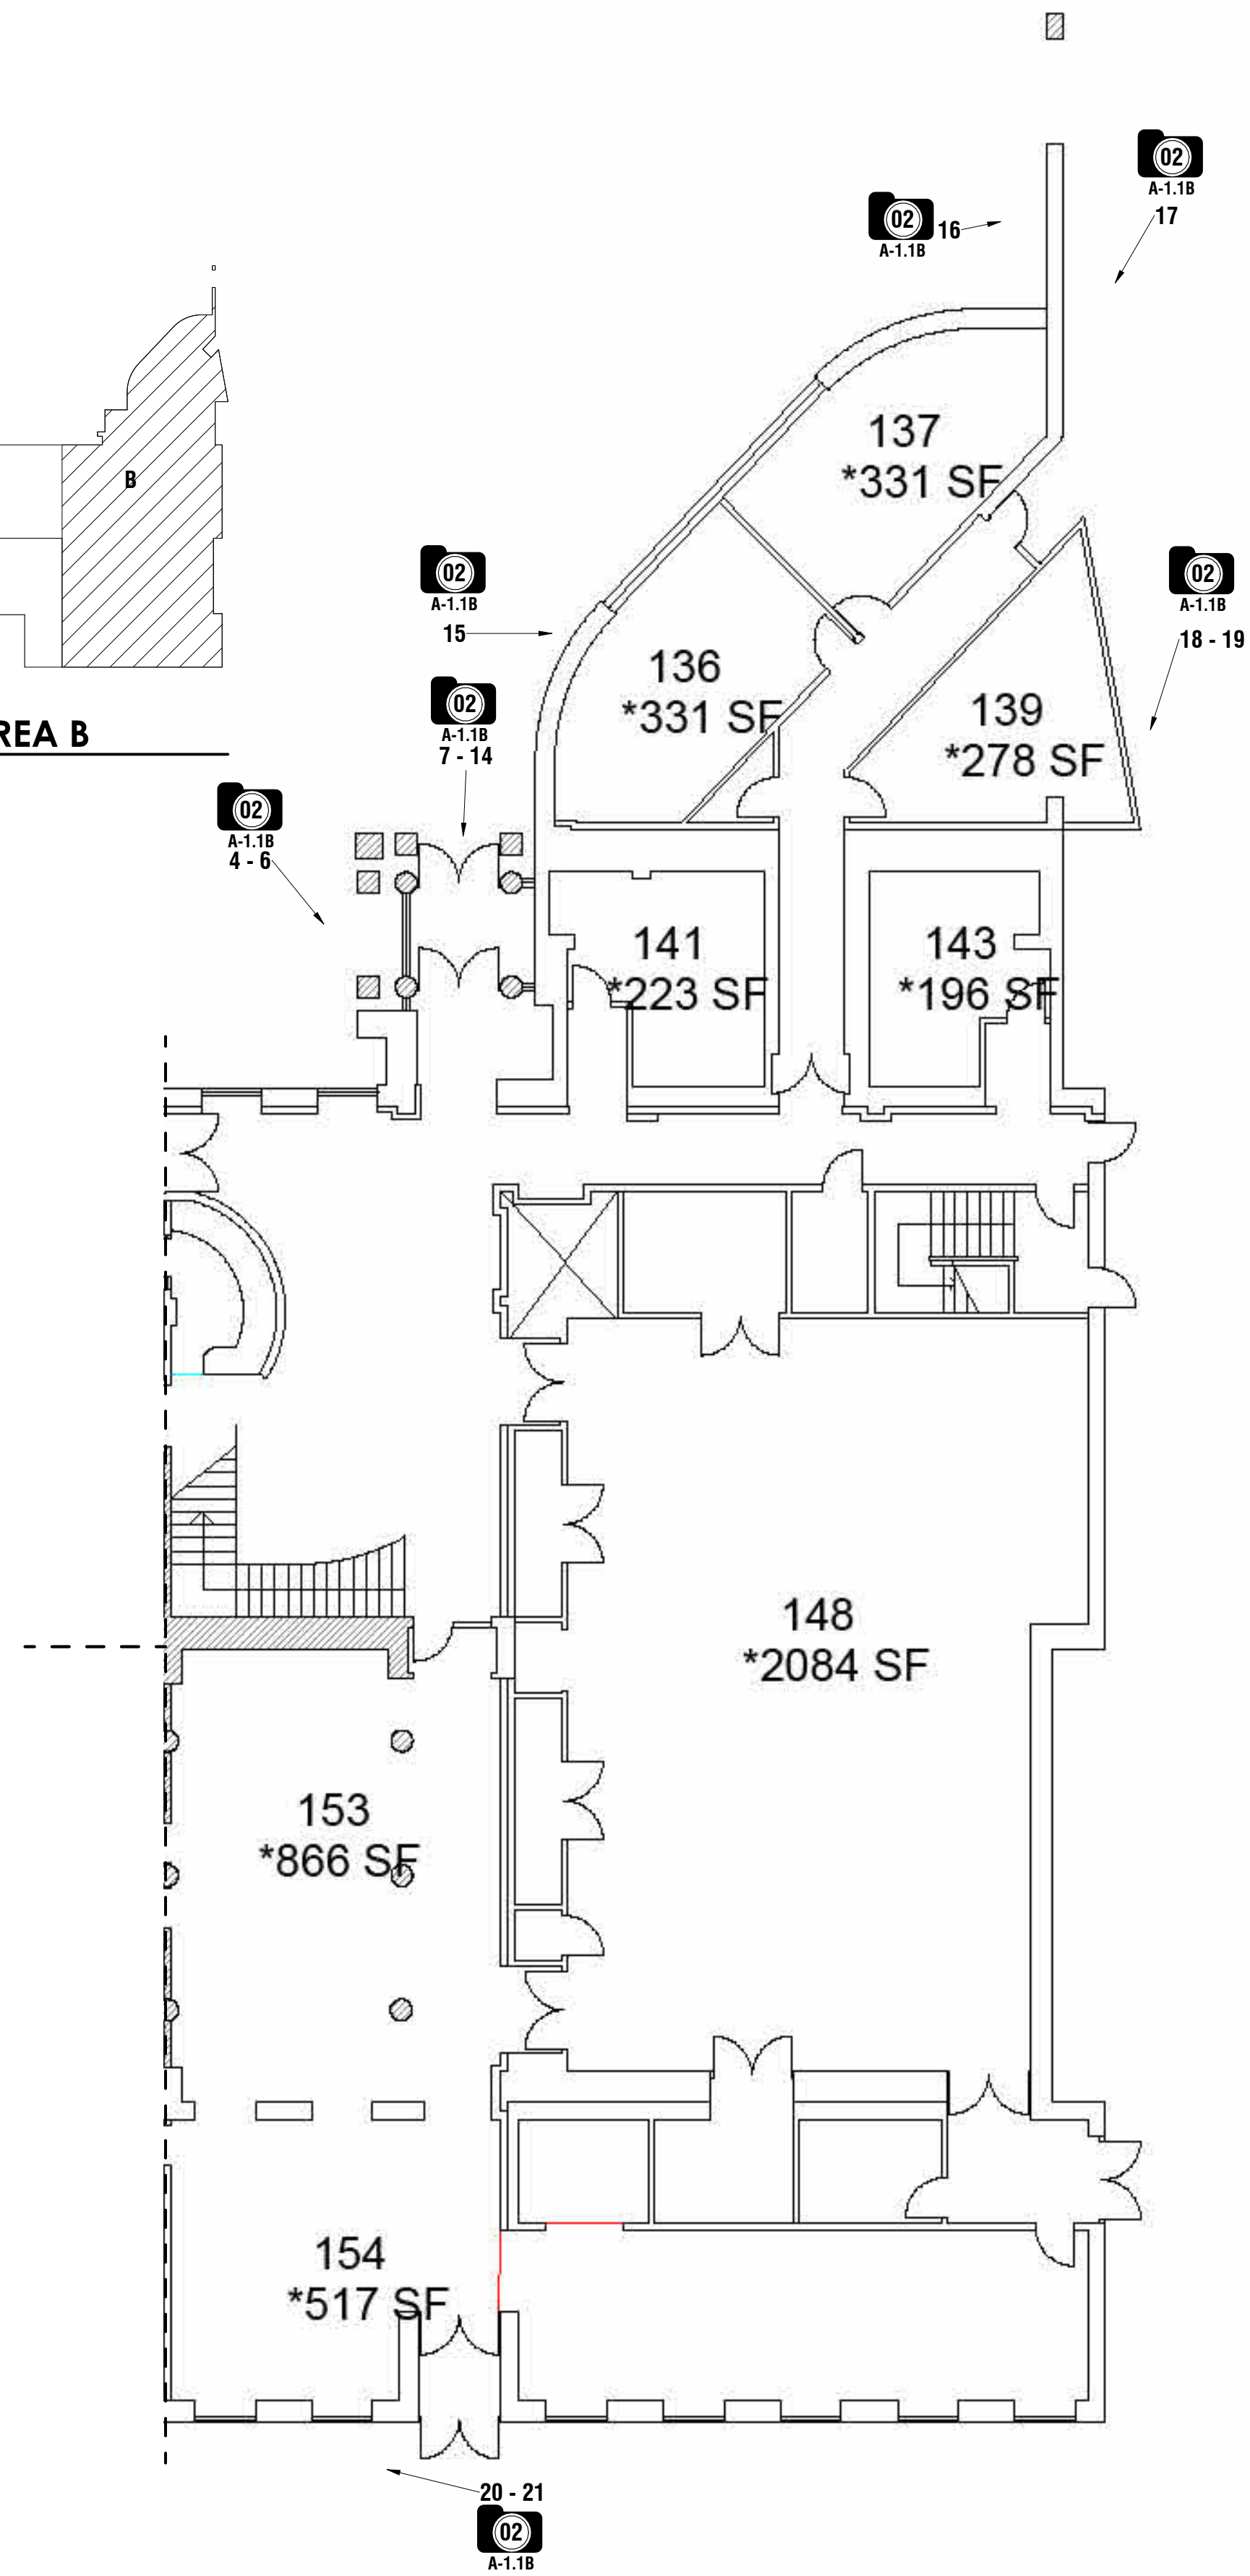 02
A-1.1B
17
02
16
A-1.1B
B
137
*331 SF
02
A-1.1B
15
02
A-1.1B
18 - 19
136
*331 SF
02
A-1.1B
7 - 14
139
*278 SF
REA B
02
A-1.1B
4 - 6
141
*223 SF
143
*196 SF
148
*2084 SF
153
*866 SF
154
*517 SF
20 - 21
02
A-1.1B